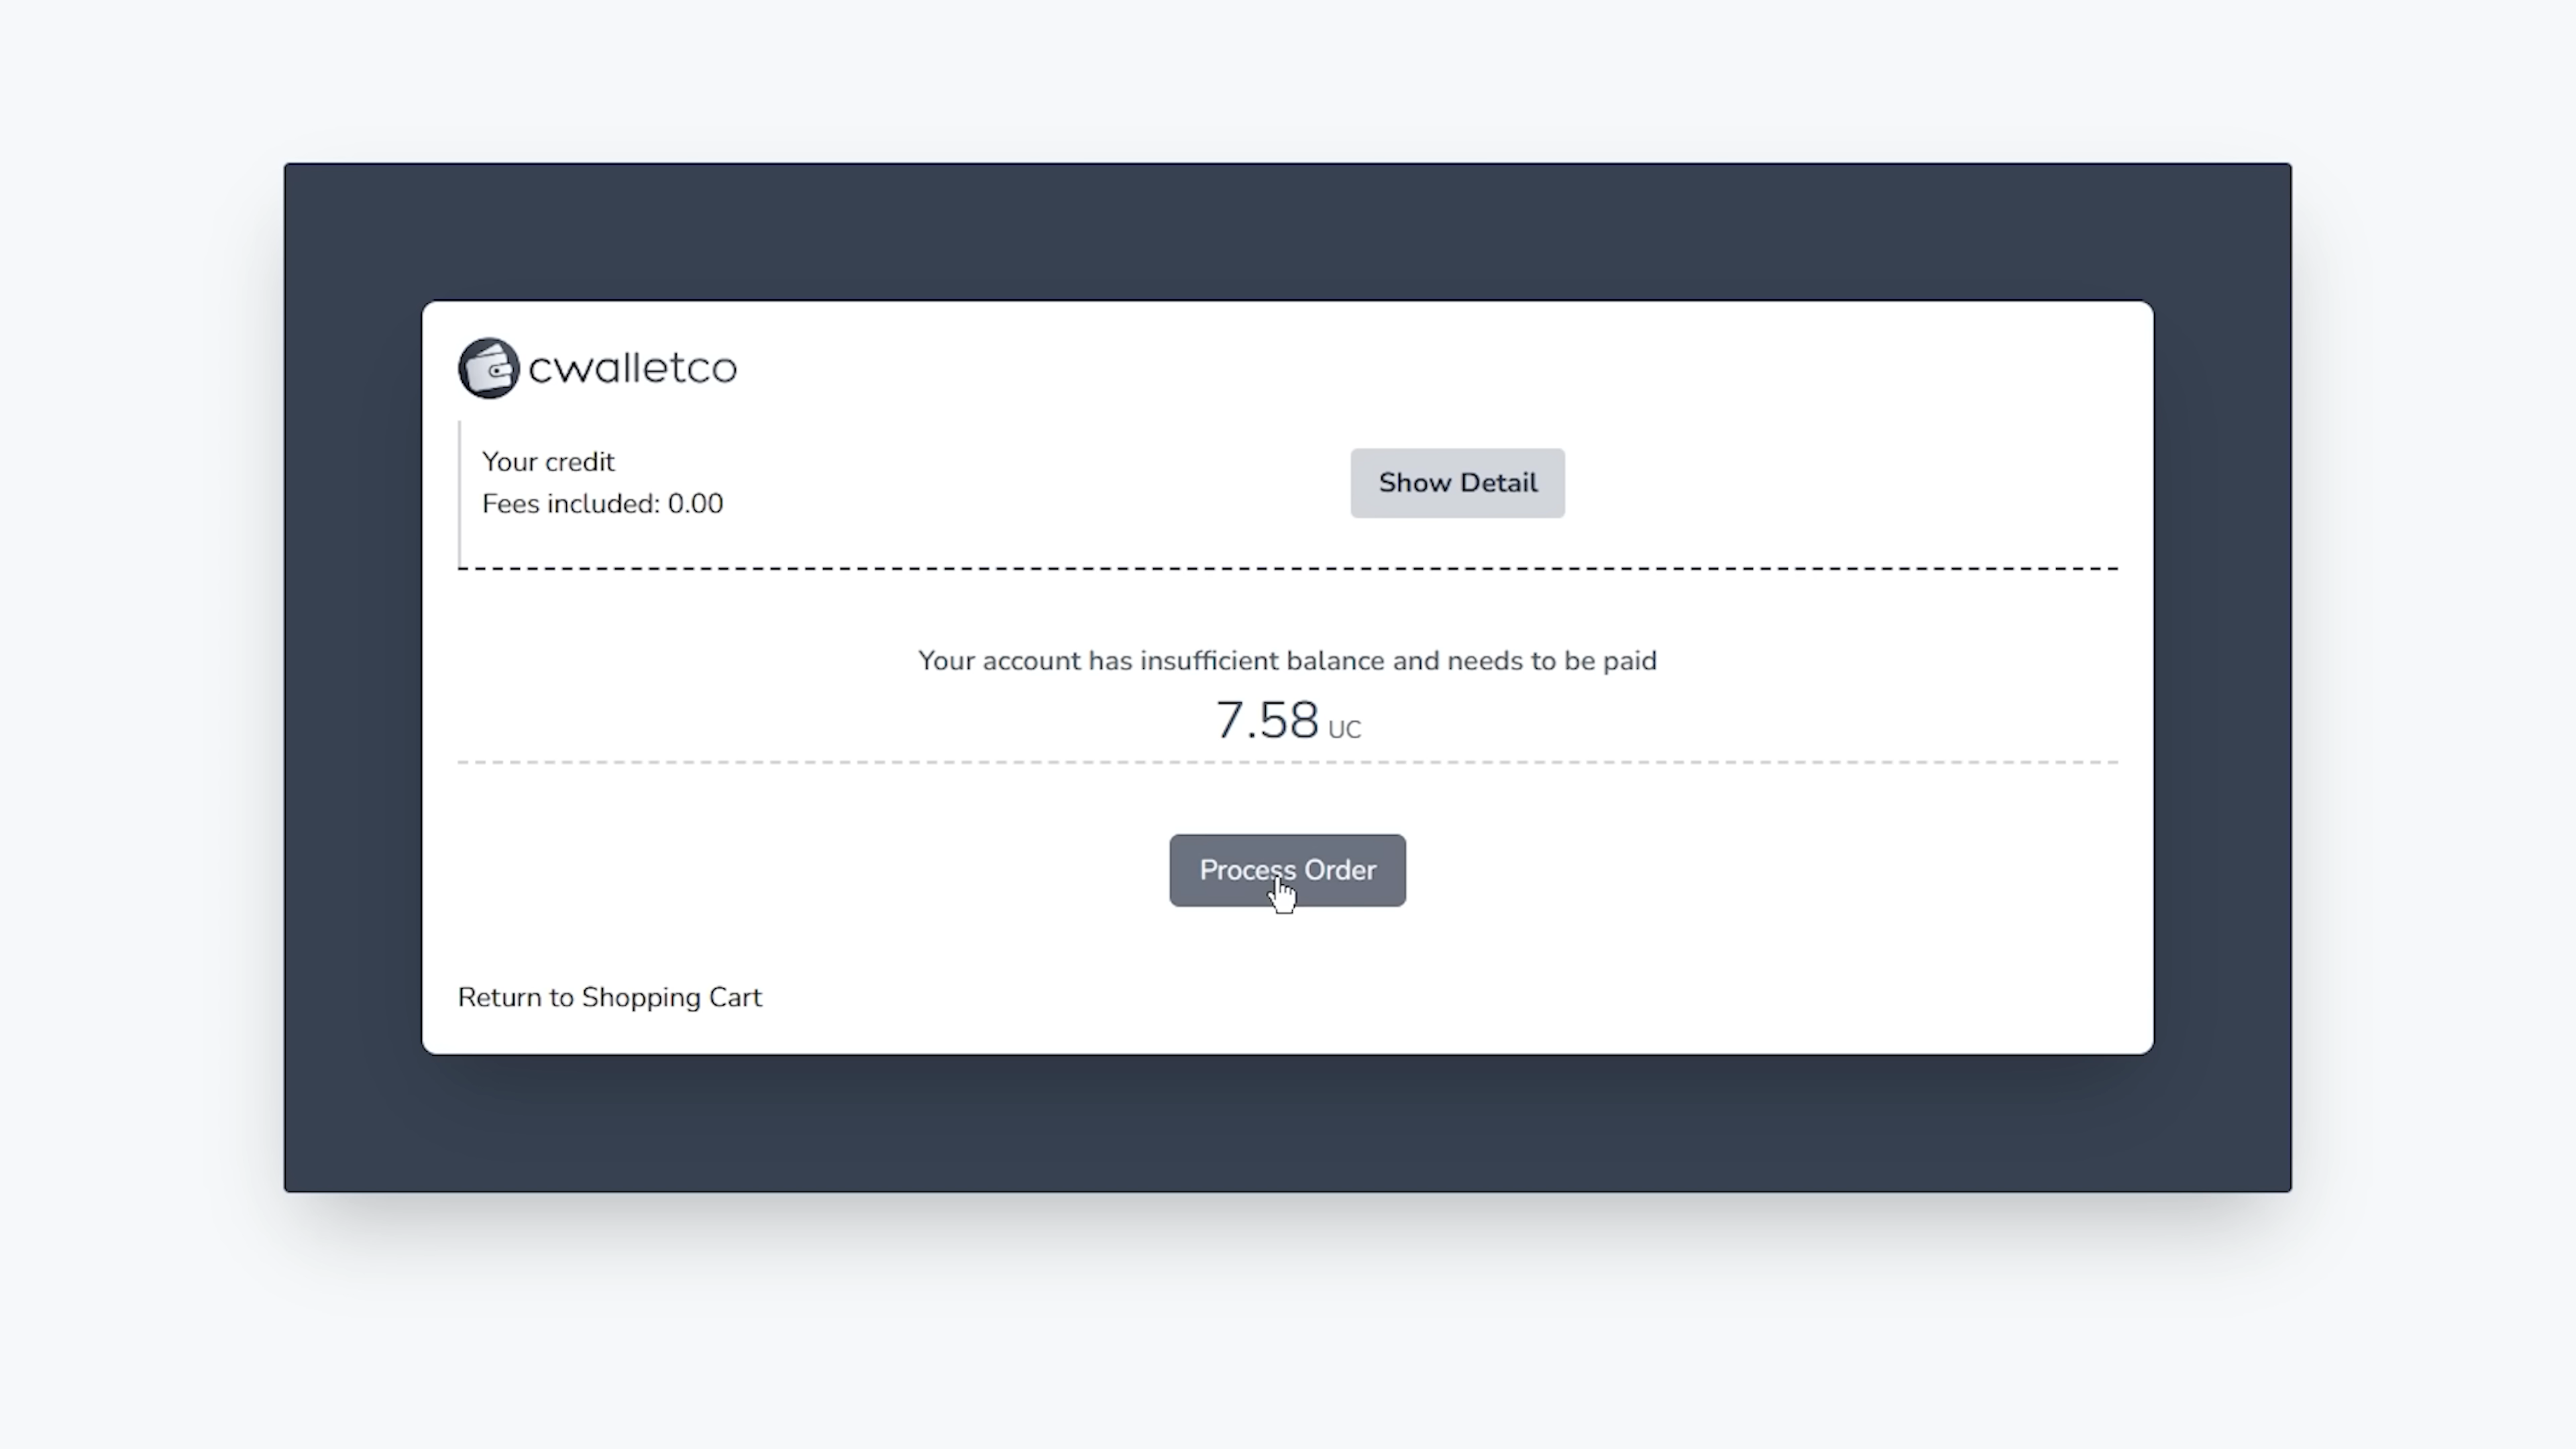 cwalletco
Your credit
Fees included: 0.00
Show Detail
Your account has insufficient balance and needs to be paid
7.58 UC
Process Order
Return to Shopping Cart